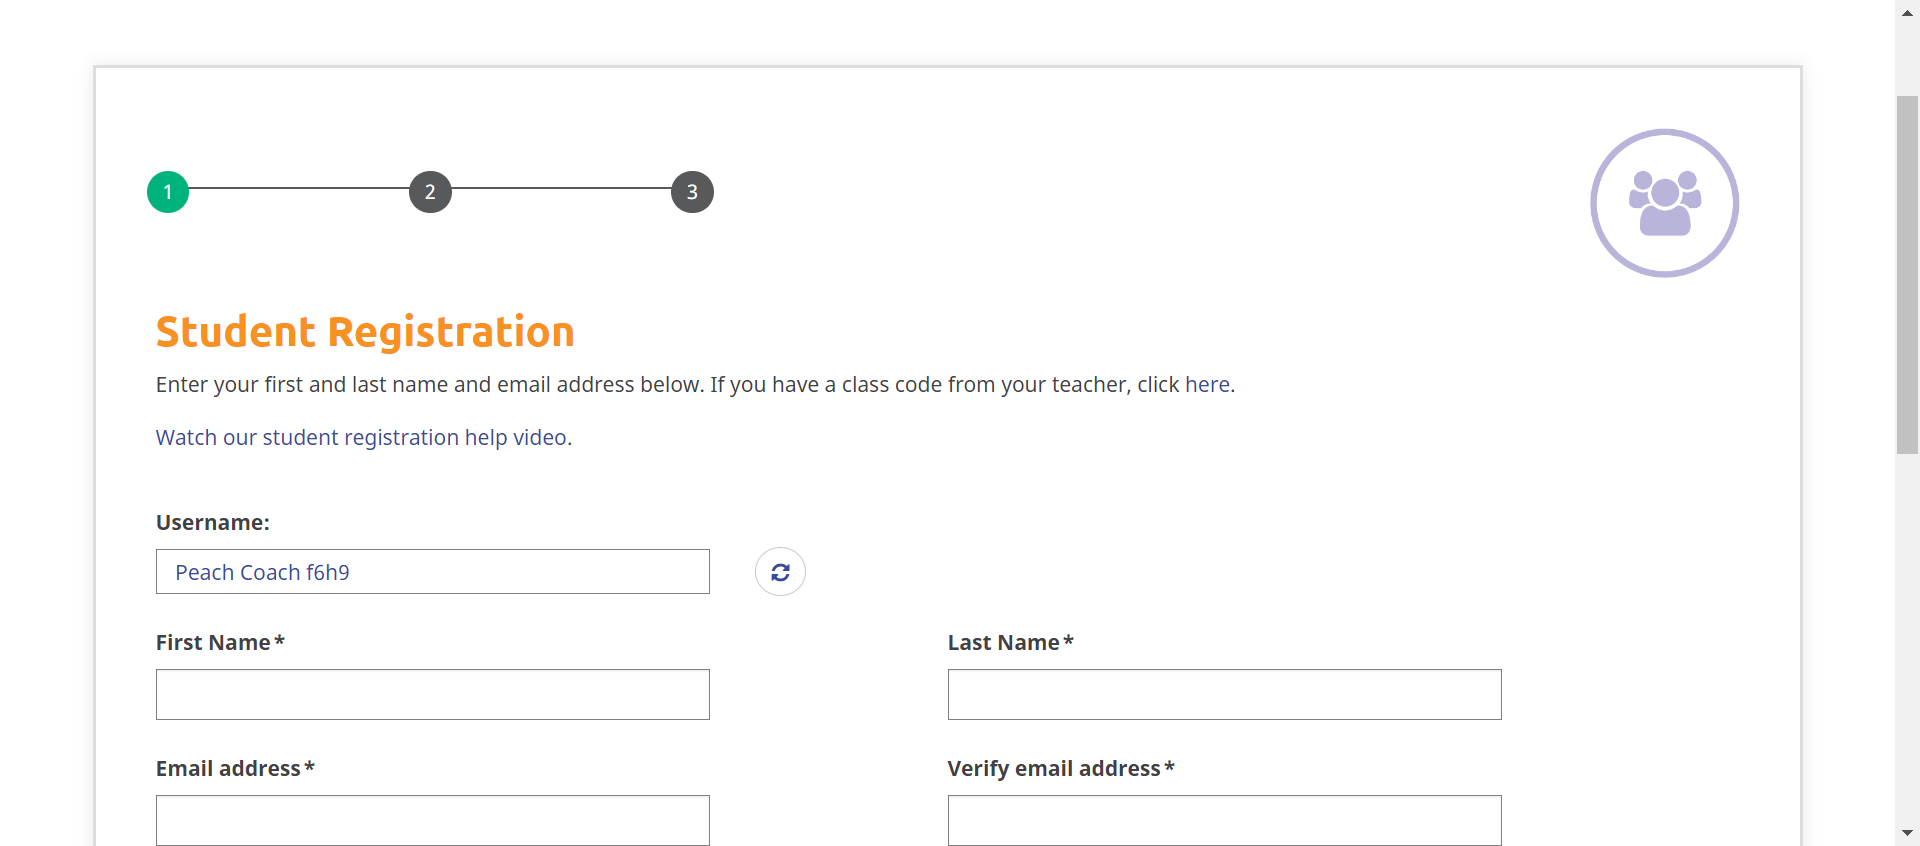 1 2 3
Student Registration
Enter your first and last name and email address below. If you have a class code from your teacher, click here.
Watch our student registration help video.
Username:
Peach Coach f6h9
First Name* Last Name*
Email address* Verify email address*